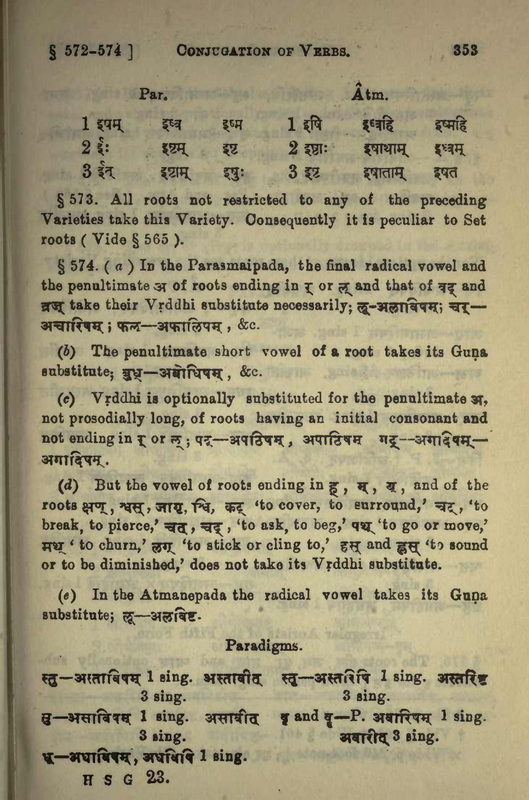 § 572-574 ] CONJUGATION OF VERBS. 353
Par. Âtm.
1 इषम् इष्व इष्म 1 इषि इष्वहि इष्महि
2 ईः इष्टम् इष्ट 2 इष्ठाः इषाथाम् इध्वम्
3 ईत् इष्टाम् इषुः 3 इष्ट इषाताम् इषत
§ 573. All roots not restricted to any of the preceding
Varieties take this Variety. Consequently it is peculiar to Set
roots ( Vide § 565 ).
§ 574. ( a ) In the Parasmaipada, the final radical vowel and
the penultimate अ of roots ending in र् or ल् and that of वद् and
व्रज् take their Vṛddhi substitute necessarily; लू-अलाविषम्; चर्—
अचारिषम् ; फल—अफालिषम् , &c.
(b) The penultimate short vowel of a root takes its Guṇa
substitute; बुध्—अबोधिषम् , &c.
(c) Vṛddhi is optionally substituted for the penultimate अ,
not prosodially long, of roots having an initial consonant and
not ending in र् or ल् ; पठ्—अपठिषम् , अपाठिषम गद्--अगादिषम्—
अगदिषम्.
(d) But the vowel of roots ending in ह्, म्, य्, and of the
roots क्षण्, श्वस्, जागृ, श्वि, कट् ‘to cover, to surround,’ चट्, ‘to
break, to pierce,’ चत्, चद्, ‘to ask, to beg,’ पथ् ‘to go or move,’
मथ् ‘ to churn,’ लग् ‘to stick or cling to,’ हस् and ह्लस् ‘to sound
or to be diminished,’ does not take its Vṛddhi substitute.
(e) In the Atmanepada the radical vowel takes its Guṇa
substitute; लू—अलविष्ट.
Paradigms.
स्तु—अस्ताविषम् 1 sing. अस्तावीत् स्तृ—अस्तरिषि 1 sing. अस्तरिष्ट
3 sing. 3 sing.
सु—असाविषम् 1 sing. असावीत् वृ and वॄ—P. अवारिषम् 1 sing.
3 sing. अवारीत् 3 sing.
धू—अधाविषम्, अधविषि 1 sing.
H S G 23.